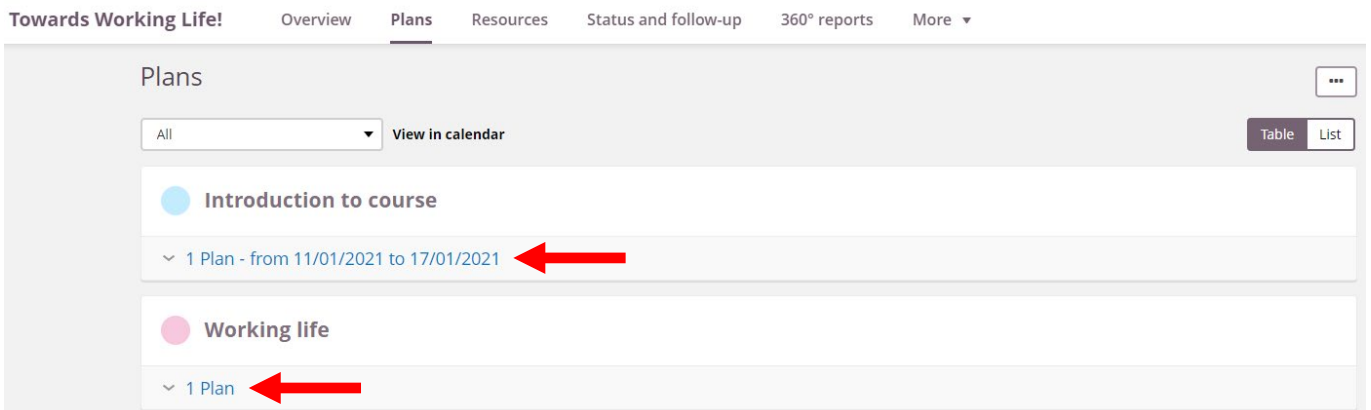 Towards Working Life! Overview Plans Resources Status and follow-up 360° reports More
Plans
All View in calendar Table List
Introduction to course
1 Plan - from 11/01/2021 to 17/01/2021
Working life
1 Plan